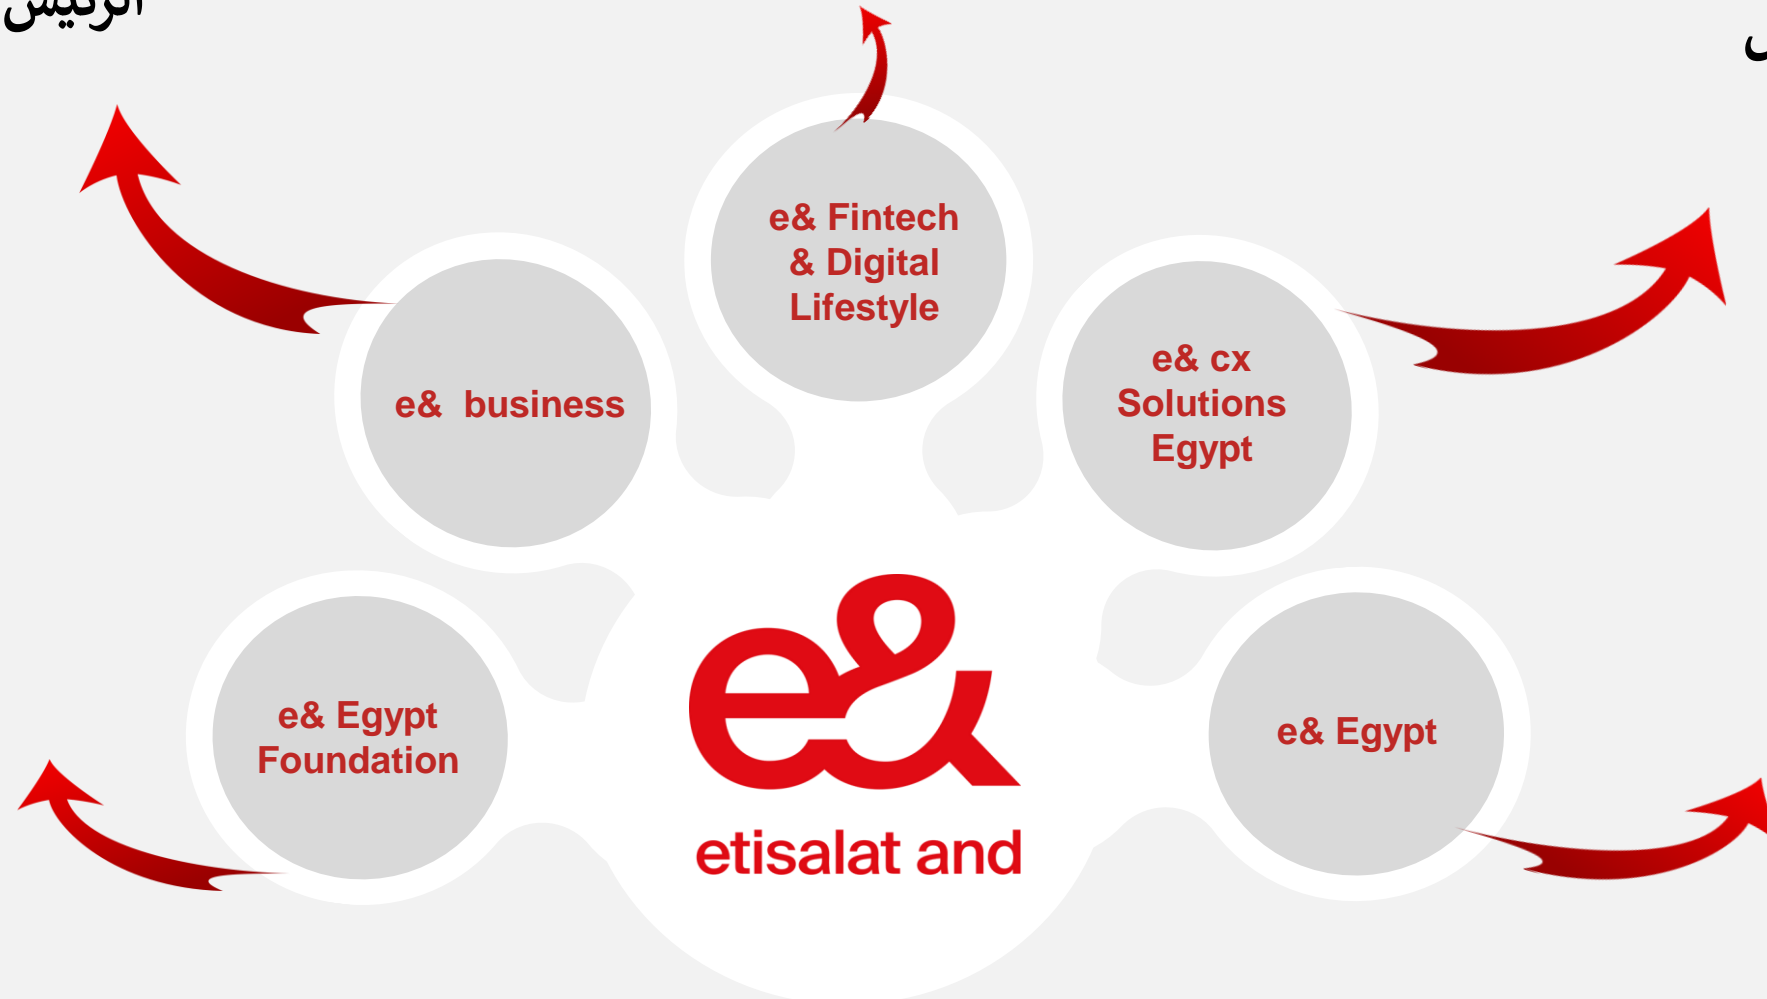 الرئيس
e& Fintech
& Digital
Lifestyle
e& cx
Solutions
Egypt
e&  business
e& Egypt
Foundation
e& Egypt
e&
etisalat and